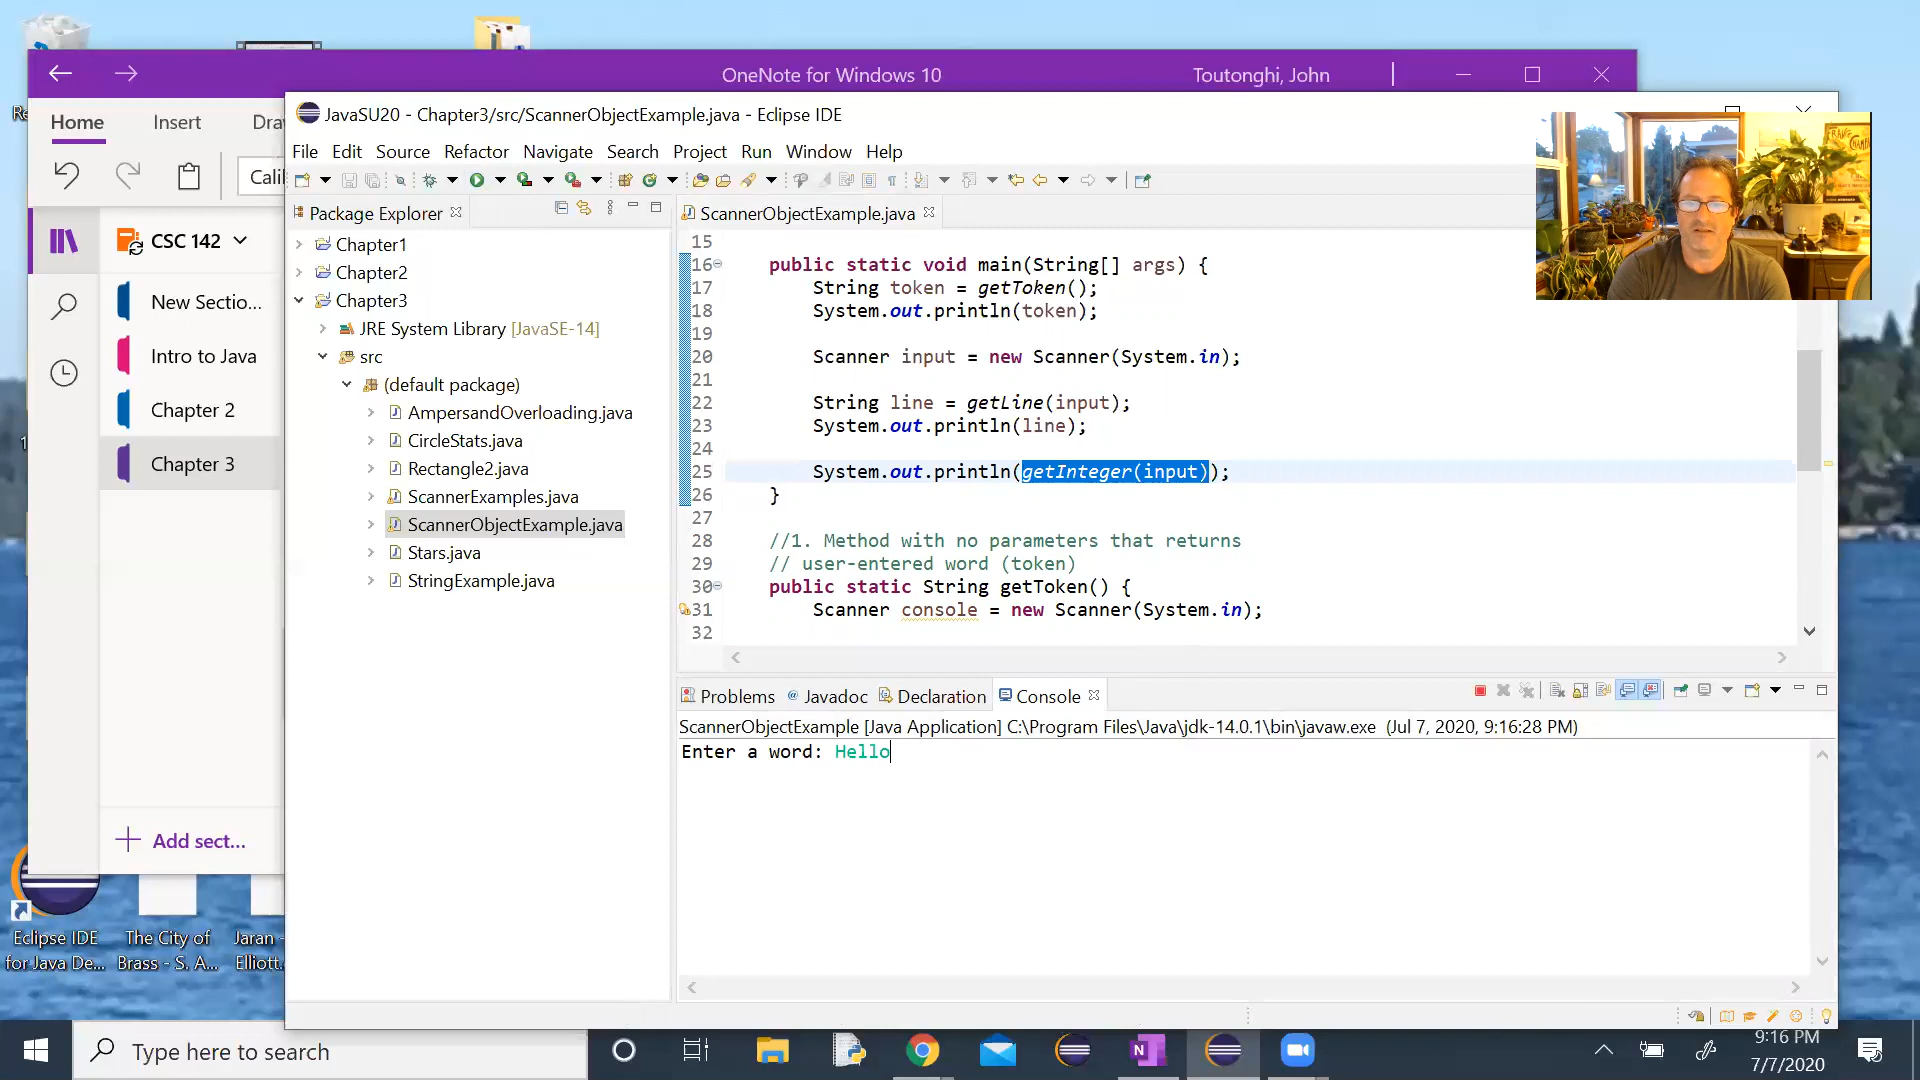 OneNote for Windows 10
Toutonghi, John
Home
Insert
Dra
Cali
CSC 142
New Sectio...
Intro to Java
Chapter 2
Chapter 3
Add sect...
JavaSU20 - Chapter3/src/ScannerObjectExample.java - Eclipse IDE
File Edit Source Refactor Navigate Search Project Run Window Help
Package Explorer
Chapter1
Chapter2
Chapter3
JRE System Library [JavaSE-14]
src
(default package)
AmpersandOverloading.java
CircleStats.java
Rectangle2.java
ScannerExamples.java
ScannerObjectExample.java
Stars.java
StringExample.java
ScannerObjectExample.java
15
16 public static void main(String[] args) {
17 String token = getToken();
18 System.out.println(token);
19
20 Scanner input = new Scanner(System.in);
21
22 String line = getLine(input);
23 System.out.println(line);
24
25 System.out.println(getInteger(input));
26 }
27
28 //1. Method with no parameters that returns
29 // user-entered word (token)
30 public static String getToken() {
31 Scanner console = new Scanner(System.in);
32
Problems Javadoc Declaration Console
ScannerObjectExample [Java Application] C:\Program Files\Java\jdk-14.0.1\bin\javaw.exe (Jul 7, 2020, 9:16:28 PM)
Enter a word: Hello
Eclipse IDE
for Java De...
The City of
Brass - S. A...
Jaran -
Elliott.
Type here to search
9:16 PM
7/7/2020